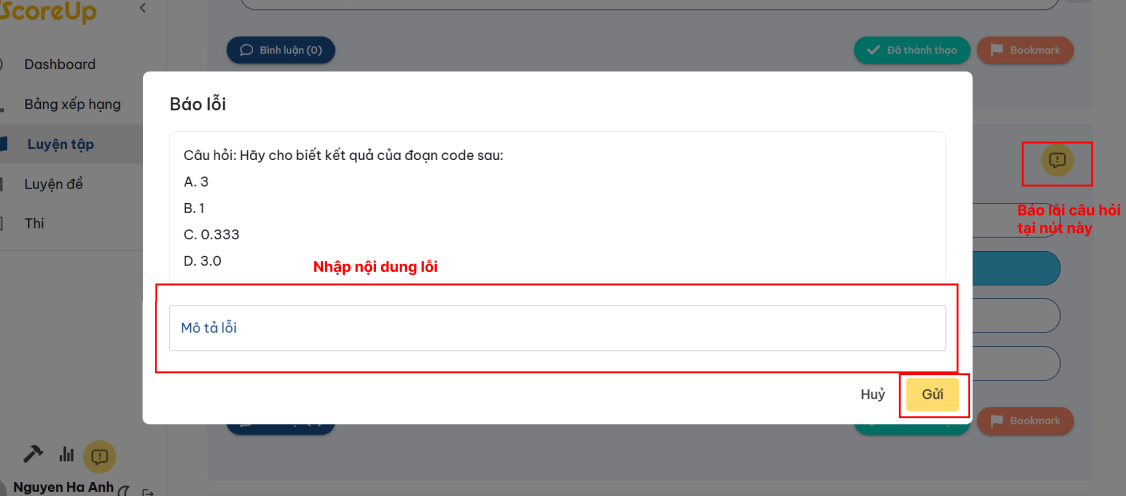 ScoreUp
Bình luận (0)
Đã thành thạo
Bookmark
Dashboard
Bảng xếp hạng
Luyện tập
Luyện đề
Thi
Báo lỗi
Câu hỏi: Hãy cho biết kết quả của đoạn code sau:
A. 3
B. 1
C. 0.333
D. 3.0
Nhập nội dung lỗi
Mô tả lỗi
Huỷ
Gửi
Báo lỗi câu hỏi
tại nút này
Bookmark
Nguyen Ha Anh